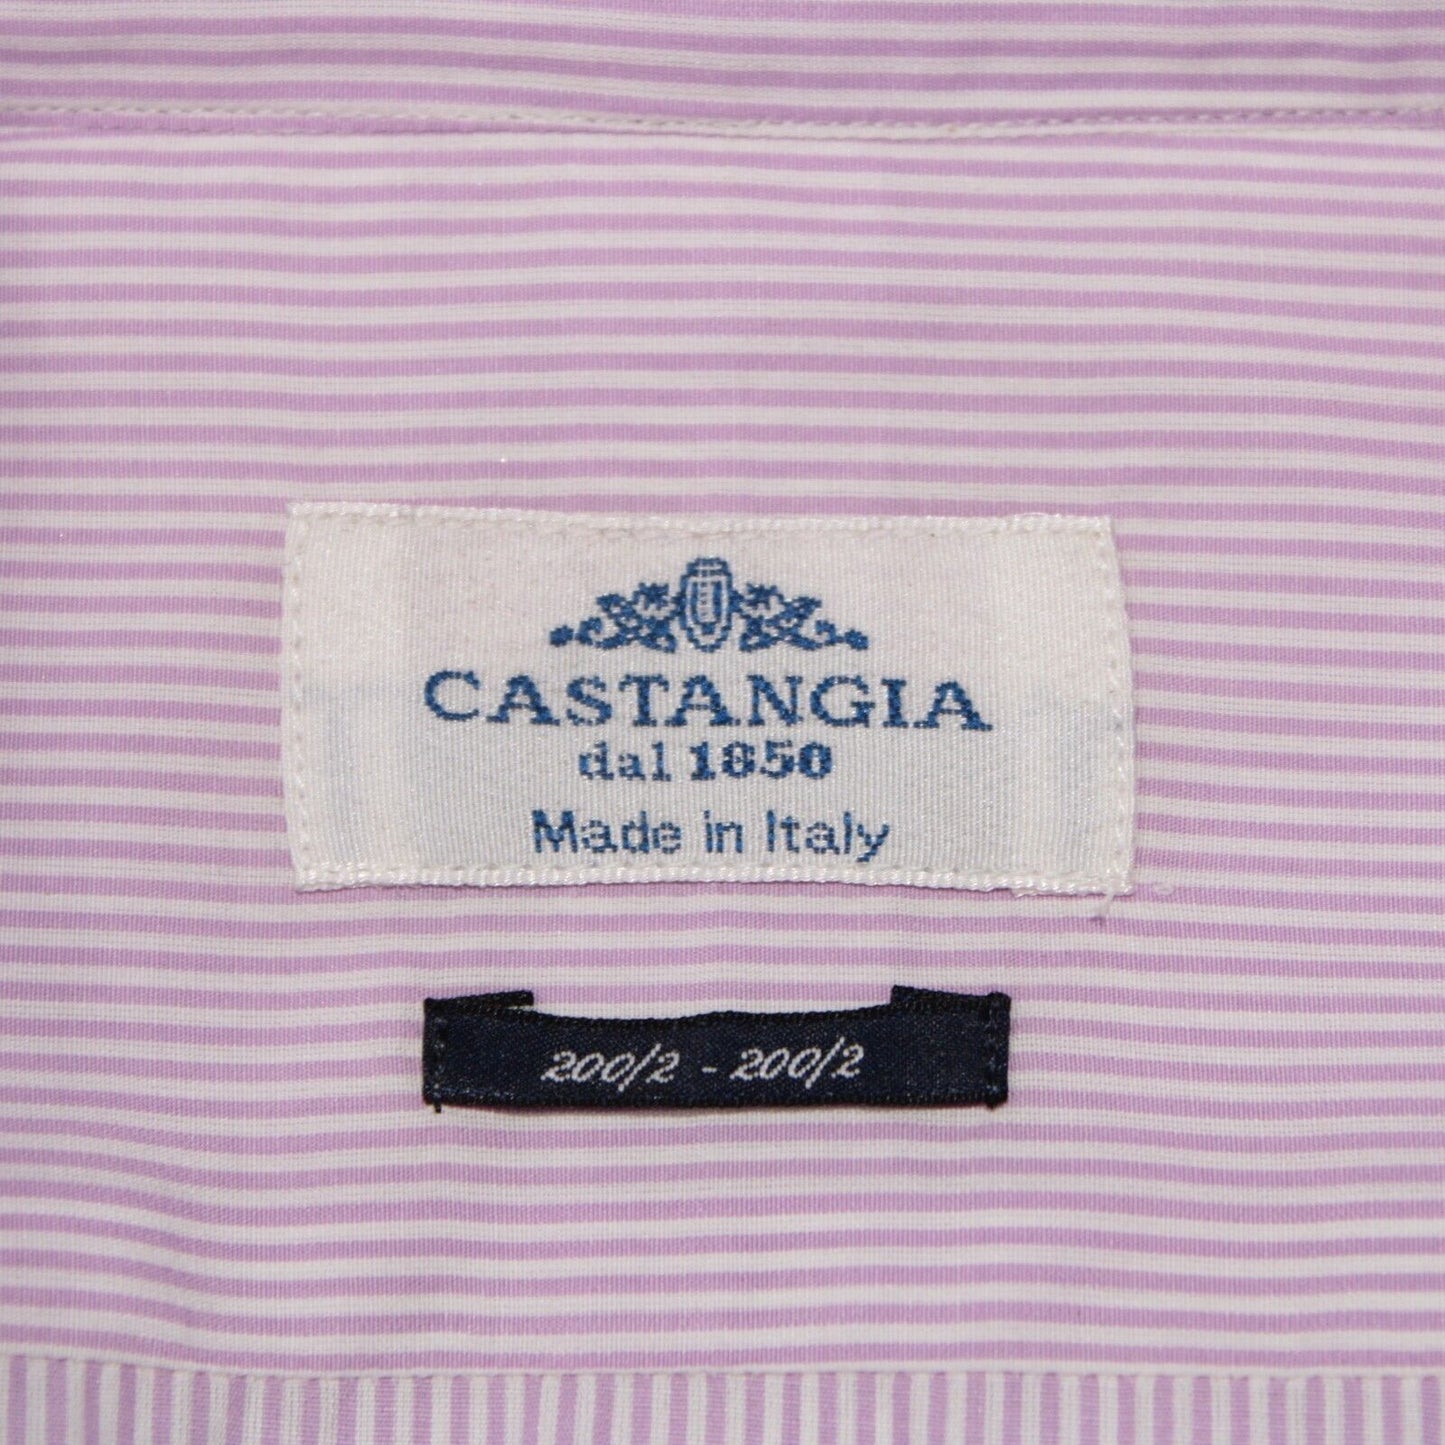 CASTANGIA
dal 1850
Made in Italy
200/2 - 200/2